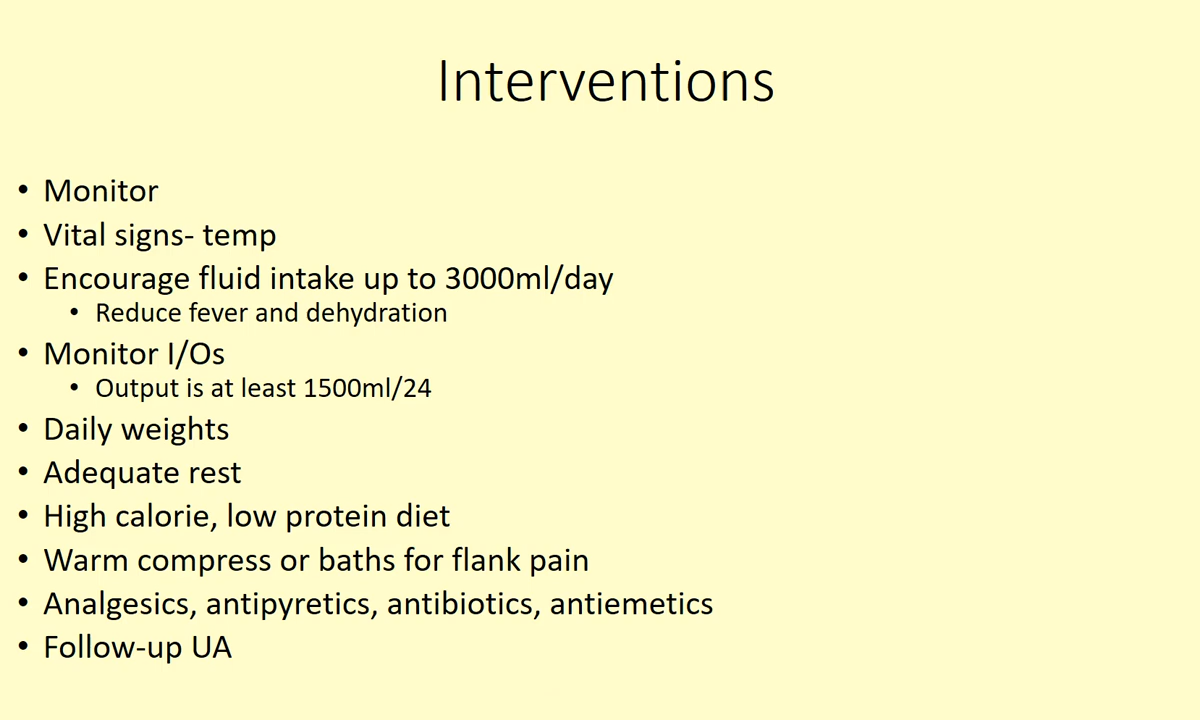 Interventions
• Monitor
• Vital signs- temp
• Encourage fluid intake up to 3000ml/day
• Reduce fever and dehydration
• Monitor I/Os
• Output is at least 1500ml/24
• Daily weights
• Adequate rest
• High calorie, low protein diet
• Warm compress or baths for flank pain
• Analgesics, antipyretics, antibiotics, antiemetics
• Follow-up UA